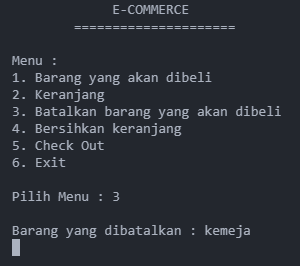 E-COMMERCE
=====================
Menu :
1. Barang yang akan dibeli
2. Keranjang
3. Batalkan barang yang akan dibeli
4. Bersihkan keranjang
5. Check Out
6. Exit
Pilih Menu : 3
Barang yang dibatalkan : kemeja